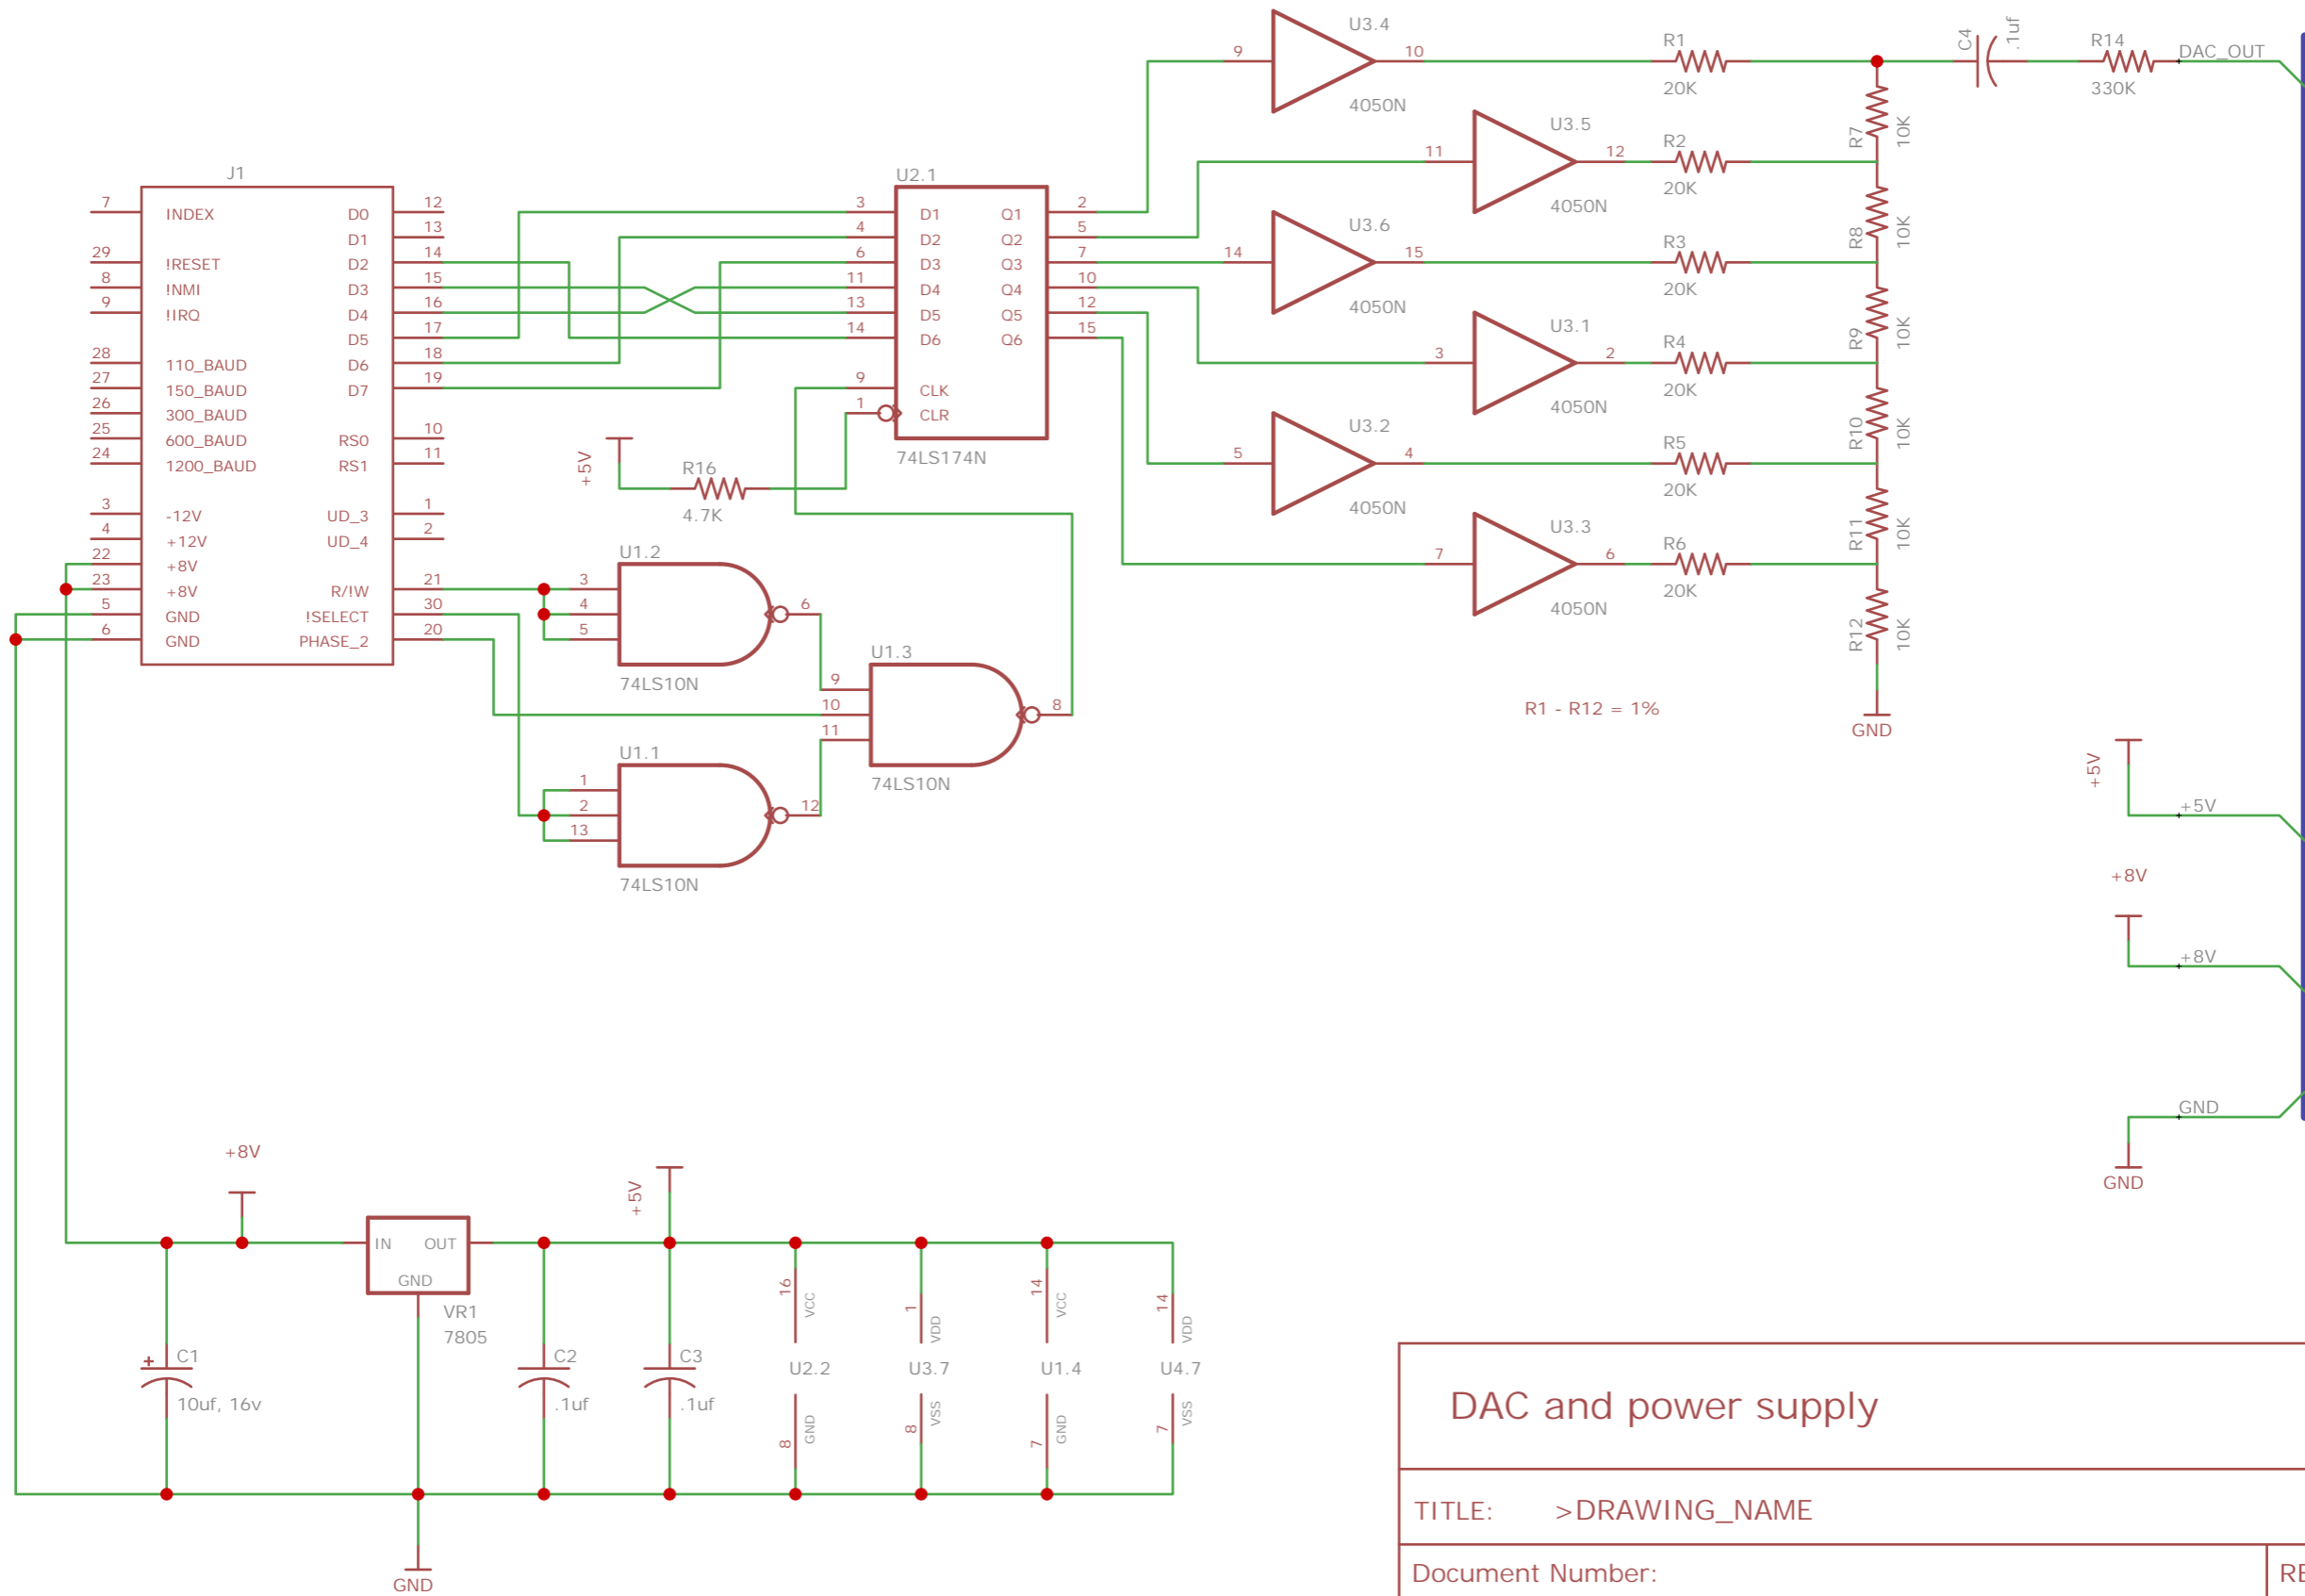 U3.4
9
10
4050N
R1
20K
C4
.1uf
R14
330K
DAC_OUT
U3.5
11
12
4050N
R2
20K
R7
10K
U3.6
14
15
4050N
R3
20K
R8
10K
U3.1
3
2
4050N
R4
20K
R9
10K
U3.2
5
4
4050N
R5
20K
R10
10K
U3.3
7
6
4050N
R6
20K
R11
10K
R12
10K
GND
R1 - R12 = 1%
J1
7 INDEX D0 12
D1 13
29 !RESET D2 14
8 !NMI D3 15
9 !IRQ D4 16
D5 17
28 110_BAUD D6 18
27 150_BAUD D7 19
26 300_BAUD
25 600_BAUD RS0 10
24 1200_BAUD RS1 11
3 -12V UD_3 1
4 +12V UD_4 2
22 +8V
23 +8V R/!W 21
5 GND !SELECT 30
6 GND PHASE_2 20
U2.1
3 D1 Q1 2
4 D2 Q2 5
6 D3 Q3 7
11 D4 Q4 10
13 D5 Q5 12
14 D6 Q6 15
9 CLK
1 CLR
74LS174N
+5V
R16
4.7K
U1.2
3
4
5
6
74LS10N
U1.3
9
10
11
8
74LS10N
U1.1
1
2
13
12
74LS10N
+5V
+5V
+8V
+8V
GND
GND
+8V
+5V
IN OUT
GND
VR1
7805
C1
+
10uf, 16v
C2
.1uf
C3
.1uf
16 VCC
U2.2
8 GND
1 VDD
U3.7
8 VSS
14 VCC
U1.4
7 GND
14 VDD
U4.7
7 VSS
GND
DAC and power supply
TITLE: >DRAWING_NAME
Document Number: